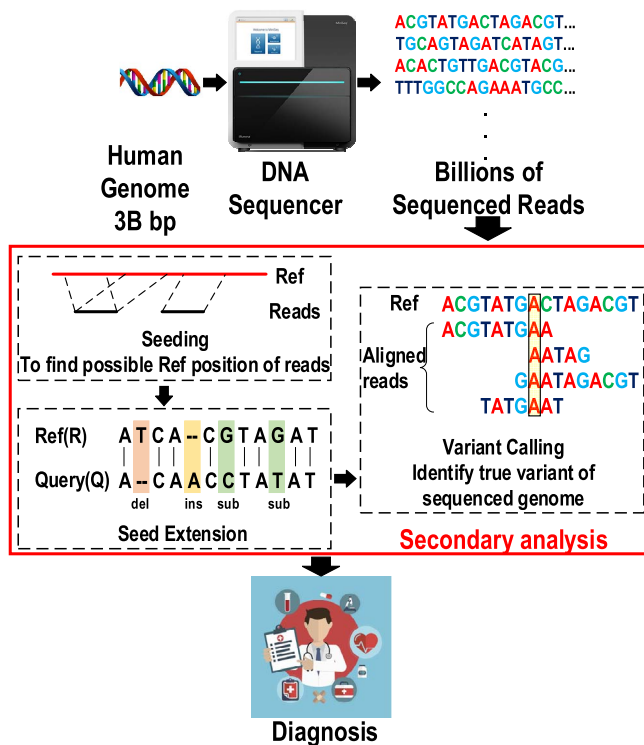 ACGTATGACTAGACGT...
TGCAGTAGATCATAGT...
ACACTGTTGACGTACG...
TTTGGCCAGAAATGCC...
Human
Genome
3B bp
DNA
Sequencer
Billions of
Sequenced Reads
Ref
Reads
Seeding
To find possible Ref position of reads
Ref(R) A T C A -- C G T A G A T
Query(Q) A -- C A A C C T A T A T
del ins sub sub
Seed Extension
Ref ACGTATGACTAGACGT
ACGTATGAA
Aligned
reads
AATAG
GAATAGACGT
TATGAAT
Variant Calling
Identify true variant of
sequenced genome
Secondary analysis
Diagnosis